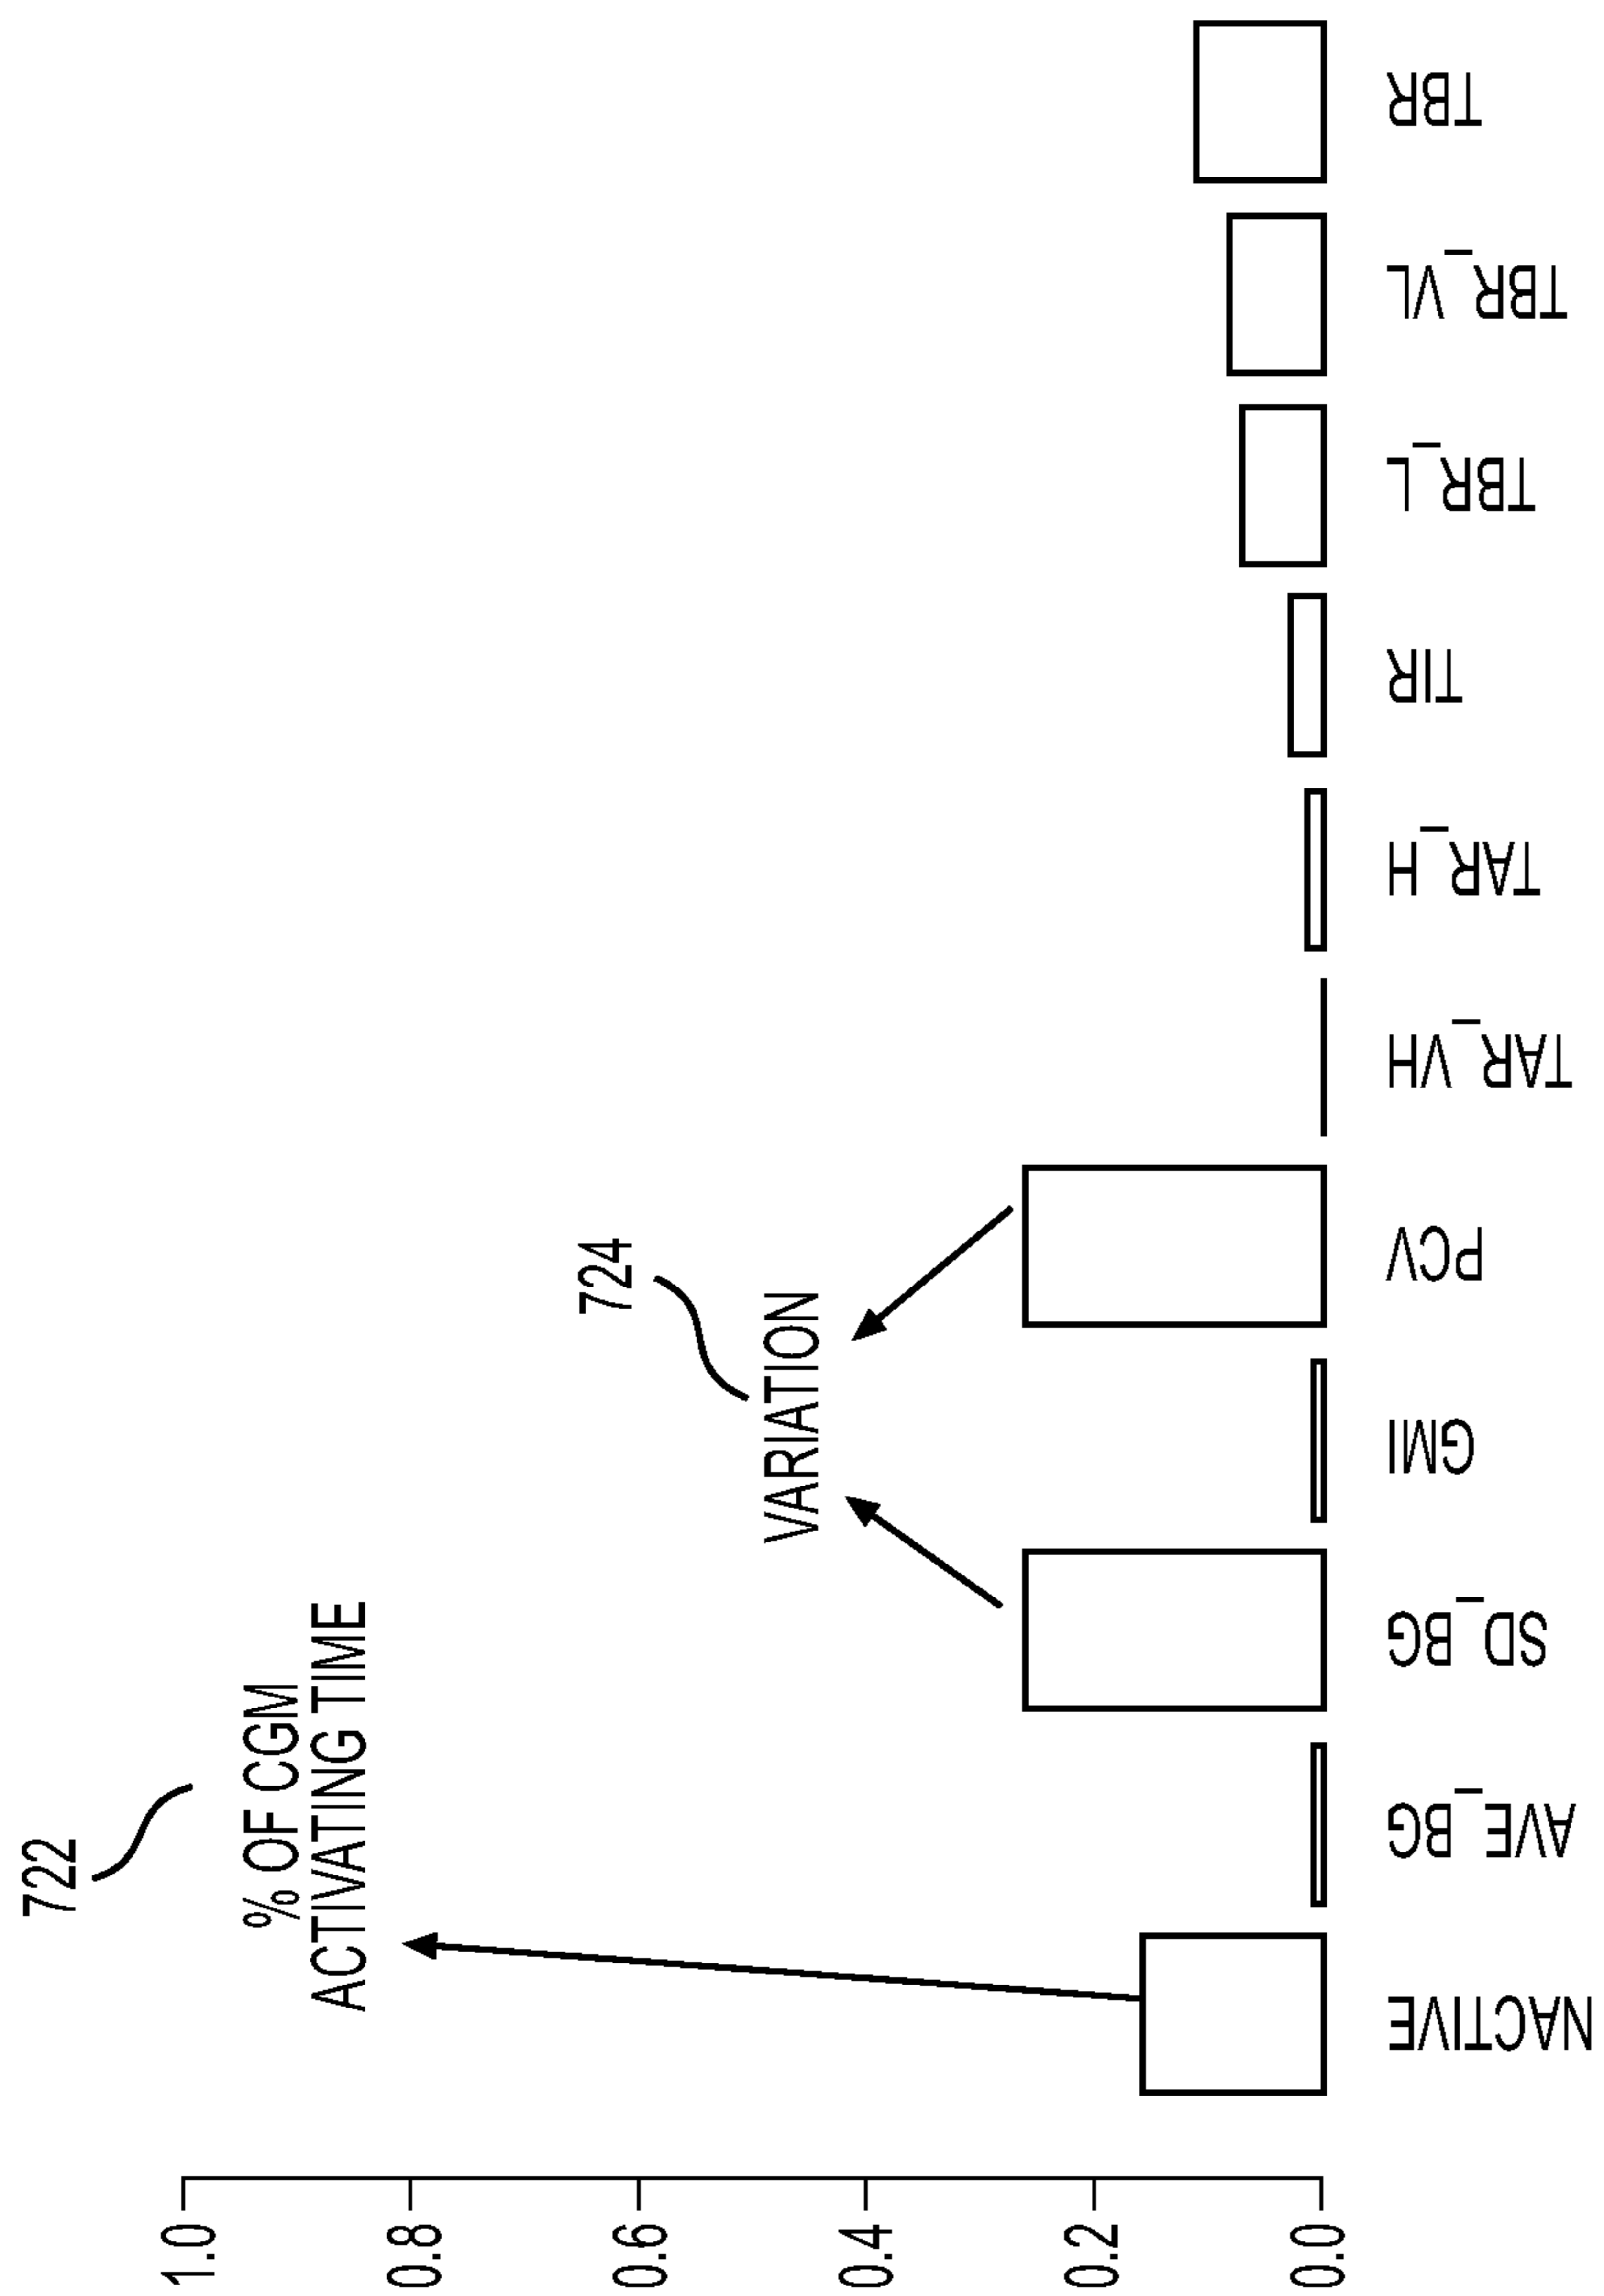 722
% OF CGM
ACTIVATING TIME
724
VARIATION
1.0
0.8
0.6
0.4
0.2
0.0
NACTIVE
AVE_BG
SD_BG
GMI
PCV
TAR_VH
TAR_H
TIR
TBR_L
TBR_VL
TBR